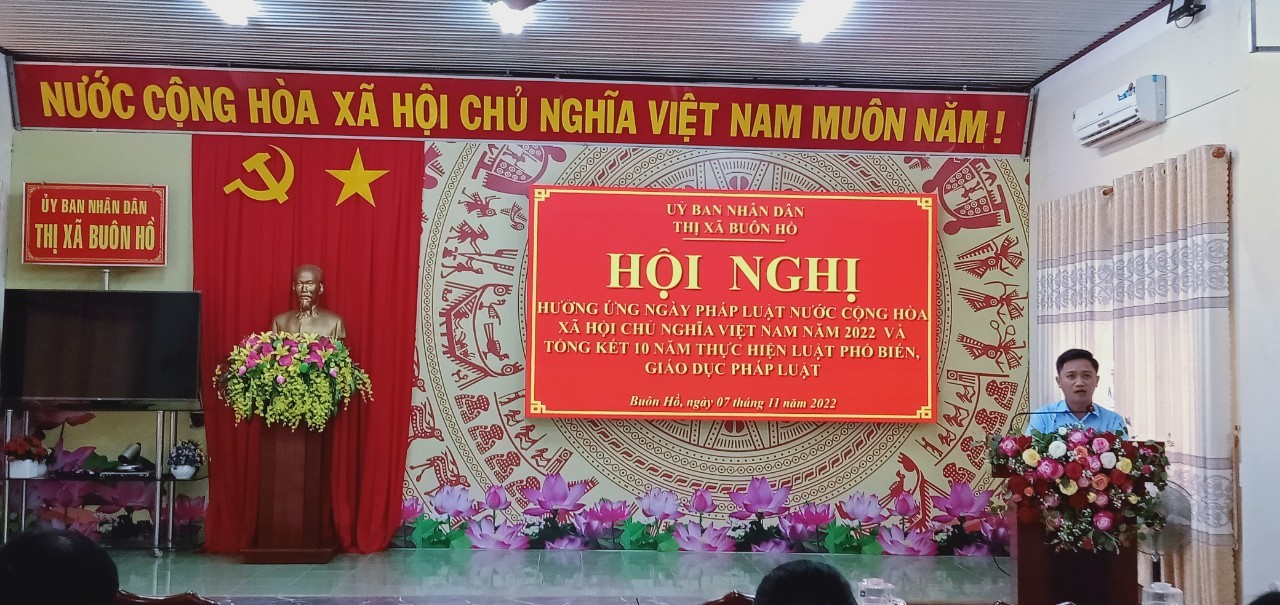 NƯỚC CỘNG HÒA XÃ HỘI CHỦ NGHĨA VIỆT NAM MUÔN NĂM !
ỦY BAN NHÂN DÂN
THỊ XÃ BUÔN HỒ
UỶ BAN NHÂN DÂN
THỊ XÃ BUÔN HỒ
HỘI NGHỊ
HƯỞNG ỨNG NGÀY PHÁP LUẬT NƯỚC CỘNG HÒA
XÃ HỘI CHỦ NGHĨA VIỆT NAM NĂM 2022 VÀ
TỔNG KẾT 10 NĂM THỰC HIỆN LUẬT PHỔ BIẾN,
GIÁO DỤC PHÁP LUẬT
Buôn Hồ, ngày 07 tháng 11 năm 2022